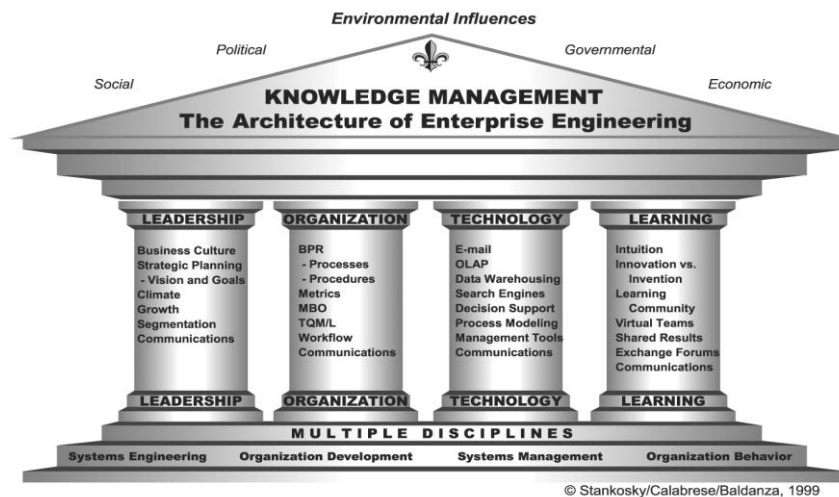 Environmental Influences
Political
Governmental
Social
Economic
KNOWLEDGE MANAGEMENT
The Architecture of Enterprise Engineering
LEADERSHIP
Business Culture
Strategic Planning
- Vision and Goals
Climate
Growth
Segmentation
Communications
LEADERSHIP
ORGANIZATION
BPR
- Processes
- Procedures
Metrics
MBO
TQM/L
Workflow
Communications
ORGANIZATION
TECHNOLOGY
E-mail
OLAP
Data Warehousing
Search Engines
Decision Support
Process Modeling
Management Tools
Communications
TECHNOLOGY
LEARNING
Intuition
Innovation vs.
Invention
Learning
Community
Virtual Teams
Shared Results
Exchange Forums
Communications
LEARNING
MULTIPLE DISCIPLINES
Systems Engineering Organization Development Systems Management Organization Behavior
© Stankosky/Calabrese/Baldanza, 1999